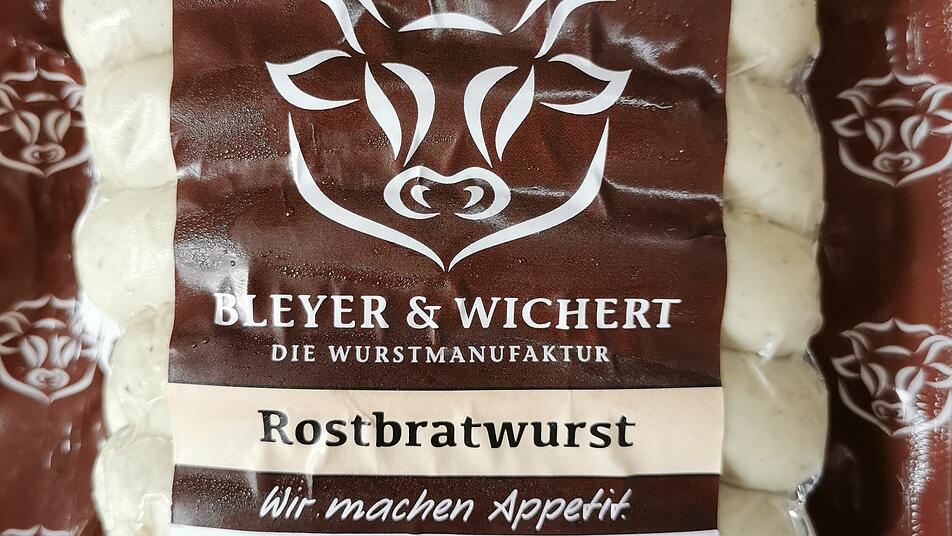 BLEYER & WICHERT
DIE WURSTMANUFAKTUR
Rostbratwurst
Wir machen Appetit.